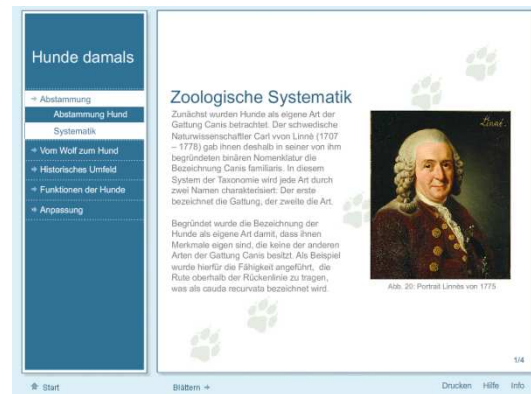 Hunde damals
Abstammung
Abstammung Hund
Systematik
Vom Wolf zum Hund
Historisches Umfeld
Funktionen der Hunde
Anpassung
Zoologische Systematik
Zunächst wurden Hunde als eigene Art der
Gattung Canis betrachtet. Der schwedische
Naturwissenschaftler Carl vvon Linné (1707
– 1778) gab ihnen deshalb in seiner von ihm
begründeten binären Nomenklatur die
Bezeichnung Canis familiaris. In diesem
System der Taxonomie wird jede Art durch
zwei Namen charakterisiert: Der erste
bezeichnet die Gattung, der zweite die Art.
Begründet wurde die Bezeichnung der
Hunde als eigene Art damit, dass ihnen
Merkmale eigen sind, die keine der anderen
Arten der Gattung Canis besitzt. Als Beispiel
wurde hierfür die Fähigkeit angeführt, die
Rute oberhalb der Rückenlinie zu tragen,
was als cauda recurvata bezeichnet wird.
Linné.
Abb. 20: Portrait Linnés von 1775
1/4
Start
Blättern
Drucken Hilfe Info